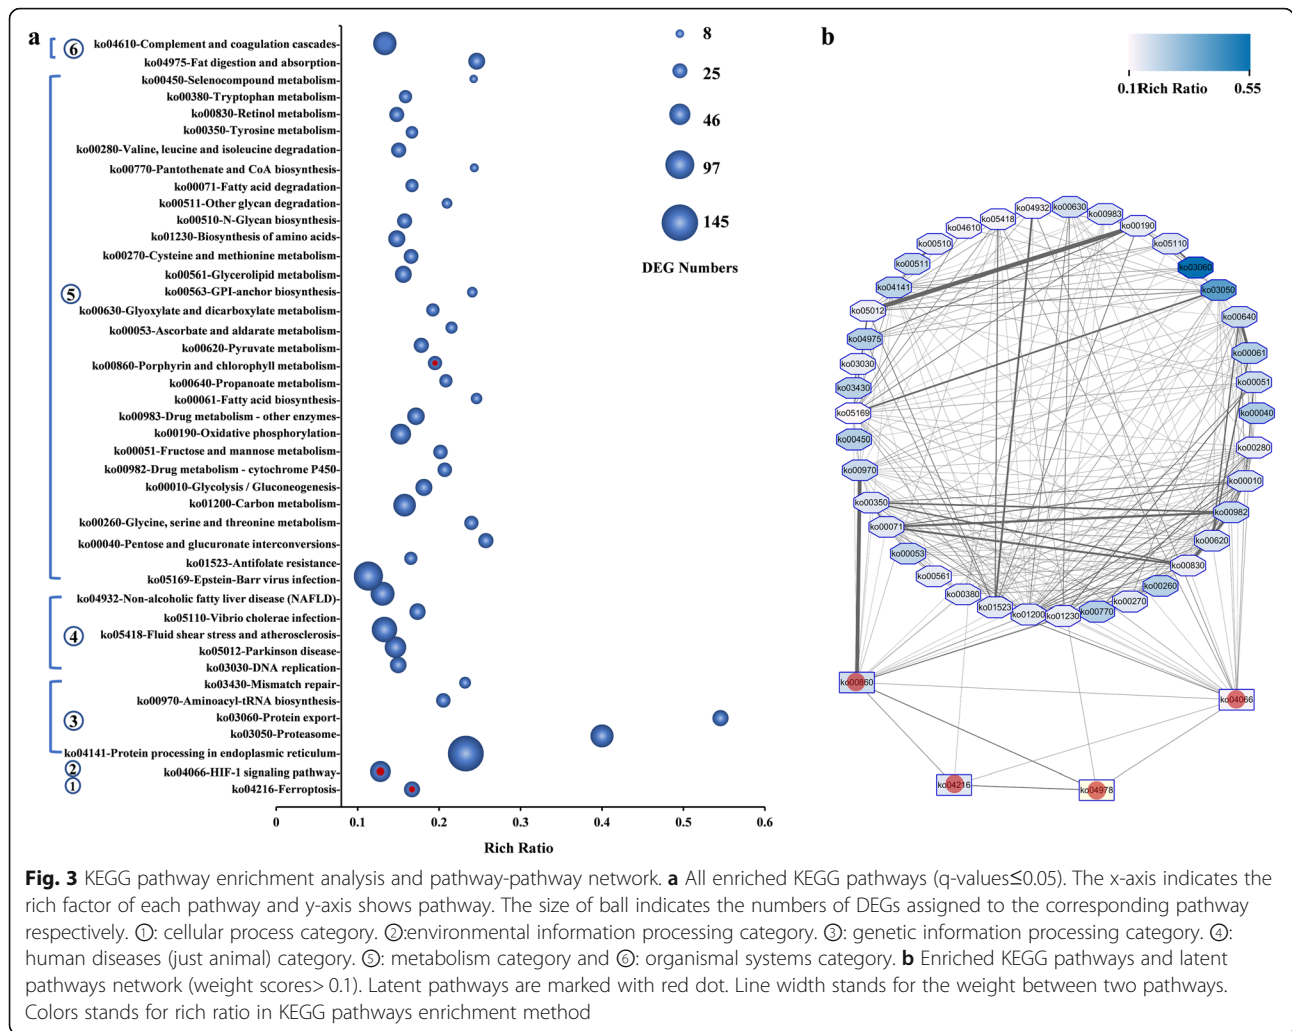 a
b
⑥
ko04610-Complement and coagulation cascades
ko04975-Fat digestion and absorption
ko00450-Selenocompound metabolism
ko00380-Tryptophan metabolism
ko00830-Retinol metabolism
ko00350-Tyrosine metabolism
ko00280-Valine, leucine and isoleucine degradation
ko00770-Pantothenate and CoA biosynthesis
ko00071-Fatty acid degradation
ko00511-Other glycan degradation
ko00510-N-Glycan biosynthesis
ko01230-Biosynthesis of amino acids
ko00270-Cysteine and methionine metabolism
ko00561-Glycerolipid metabolism
⑤
ko00563-GPI-anchor biosynthesis
ko00630-Glyoxylate and dicarboxylate metabolism
ko00053-Ascorbate and aldarate metabolism
ko00620-Pyruvate metabolism
ko00860-Porphyrin and chlorophyll metabolism
ko00640-Propanoate metabolism
ko00061-Fatty acid biosynthesis
ko00983-Drug metabolism - other enzymes
ko00190-Oxidative phosphorylation
ko00051-Fructose and mannose metabolism
ko00982-Drug metabolism - cytochrome P450
ko00010-Glycolysis / Gluconeogenesis
ko01200-Carbon metabolism
ko00260-Glycine, serine and threonine metabolism
ko00040-Pentose and glucuronate interconversions
ko01523-Antifolate resistance
ko05169-Epstein-Barr virus infection
ko04932-Non-alcoholic fatty liver disease (NAFLD)
ko05110-Vibrio cholerae infection
④
ko05418-Fluid shear stress and atherosclerosis
ko05012-Parkinson disease
ko03030-DNA replication
ko03430-Mismatch repair
ko00970-Aminoacyl-tRNA biosynthesis
③
ko03060-Protein export
ko03050-Proteasome
ko04141-Protein processing in endoplasmic reticulum
②
ko04066-HIF-1 signaling pathway
①
ko04216-Ferroptosis
0 0.1 0.2 0.3 0.4 0.5 0.6
Rich Ratio
8
25
46
97
145
DEG Numbers
0.11 Rich Ratio 0.55
ko04932
ko00630
ko00983
ko00190
ko05110
ko03060
ko03050
ko00640
ko00061
ko00051
ko00040
ko00280
ko00010
ko00982
ko00620
ko00830
ko00260
ko00270
ko00770
ko01230
ko01200
ko01523
ko00380
ko00561
ko00053
ko00071
ko00350
ko00970
ko00450
ko05169
ko03430
ko03030
ko04975
ko05012
ko04141
ko00511
ko00510
ko04610
ko05418
ko00860
ko04066
ko04216
ko04978
Fig. 3 KEGG pathway enrichment analysis and pathway-pathway network. a All enriched KEGG pathways (q-values≤0.05). The x-axis indicates the
rich factor of each pathway and y-axis shows pathway. The size of ball indicates the numbers of DEGs assigned to the corresponding pathway
respectively. ①: cellular process category. ②:environmental information processing category. ③: genetic information processing category. ④:
human diseases (just animal) category. ⑤: metabolism category and ⑥: organismal systems category. b Enriched KEGG pathways and latent
pathways network (weight scores> 0.1). Latent pathways are marked with red dot. Line width stands for the weight between two pathways.
Colors stands for rich ratio in KEGG pathways enrichment method